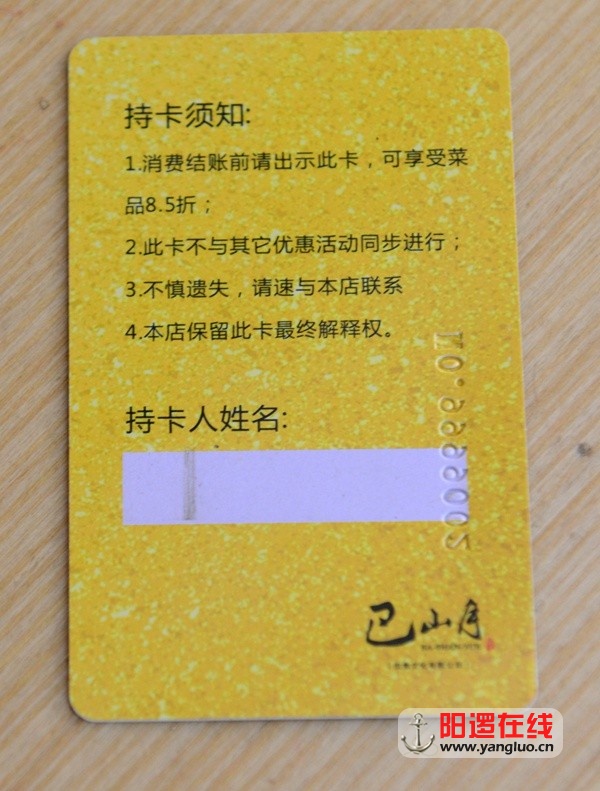 持卡须知:
1.消费结账前请出示此卡，可享受菜
品8.5折；
2.此卡不与其它优惠活动同步进行；
3.不慎遗失，请速与本店联系
4.本店保留此卡最终解释权。
持卡人姓名:
巴山月
阳逻在线
www.yangluo.cn